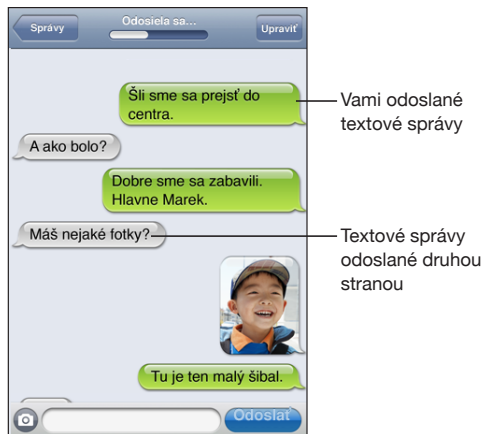 Správy
Odosiela sa...
Upraviť
Šli sme sa prejsť do
centra.
Vami odoslané
textové správy
A ako bolo?
Dobre sme sa zabavili.
Hlavne Marek.
Máš nejaké fotky?
Textové správy
odoslané druhou
stranou
Tu je ten malý šibal.
Odoslať